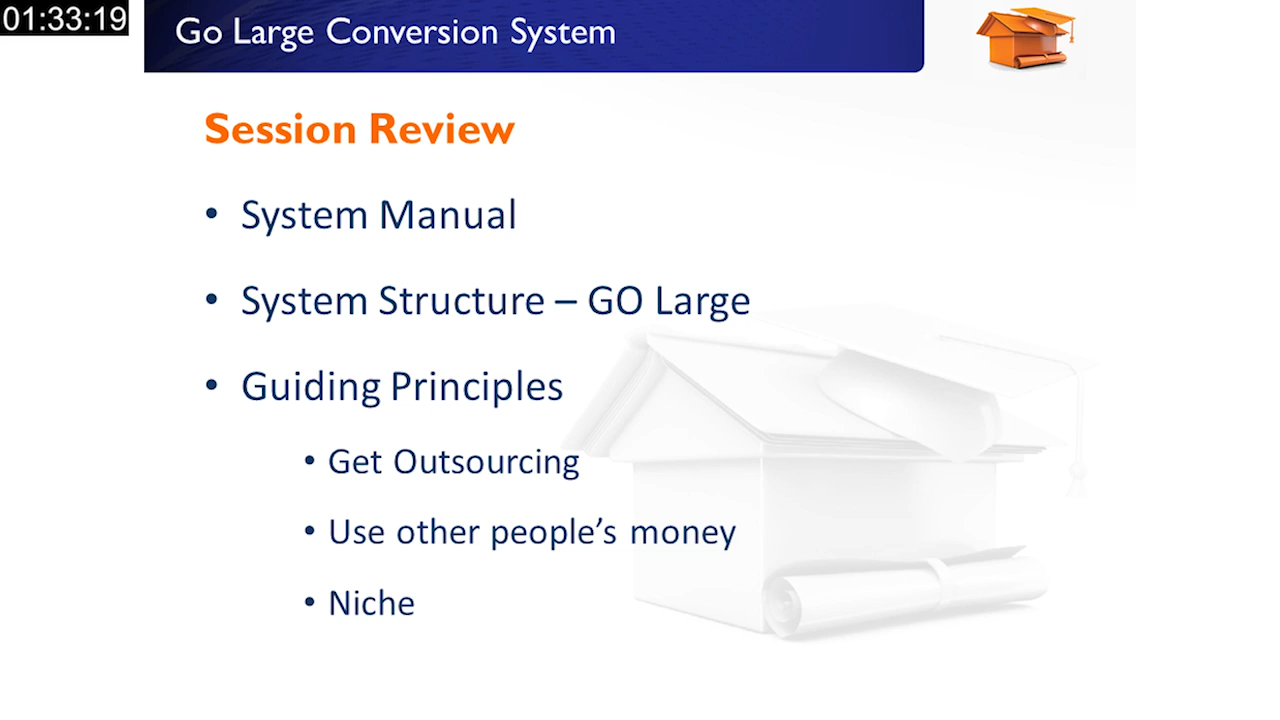 01:33:19
Go Large Conversion System
Session Review
• System Manual
• System Structure – GO Large
• Guiding Principles
• Get Outsourcing
• Use other people’s money
• Niche